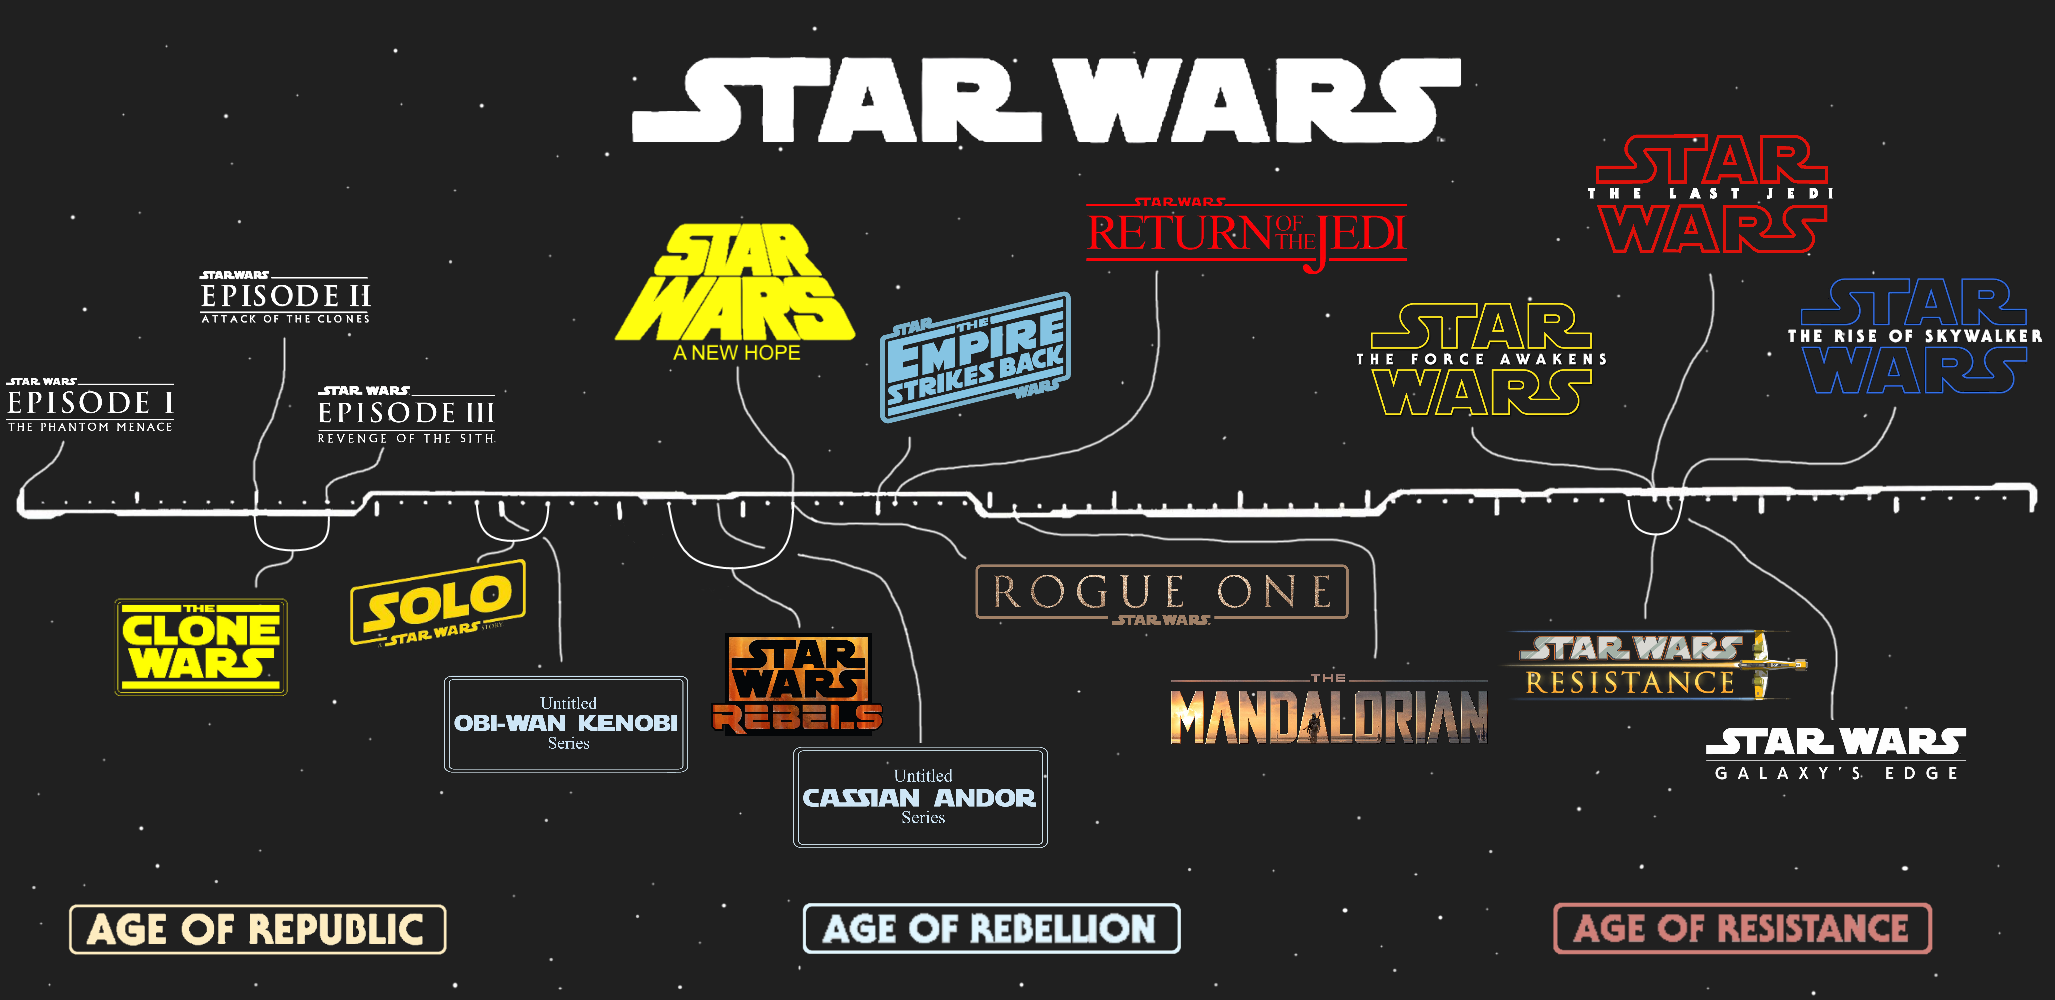 STAR WARS
STAR WARS
EPISODE I
THE PHANTOM MENACE
STAR WARS
EPISODE II
ATTACK OF THE CLONES
STAR WARS
EPISODE III
REVENGE OF THE SITH
STAR
WARS
A NEW HOPE
STAR
THE
EMPIRE
STRIKES BACK
WARS
STAR WARS
RETURN OF THE JEDI
STAR
THE FORCE AWAKENS
WARS
STAR
THE LAST JEDI
WARS
STAR
THE RISE OF SKYWALKER
WARS
THE
CLONE
WARS
SOLO
A STAR WARS STORY
Untitled
OBI-WAN KENOBI
Series
STAR
WARS
REBELS
Untitled
CASSIAN ANDOR
Series
ROGUE ONE
STAR WARS
THE
MANDALORIAN
STAR WARS
RESISTANCE
STAR WARS
GALAXY'S EDGE
AGE OF REPUBLIC
AGE OF REBELLION
AGE OF RESISTANCE